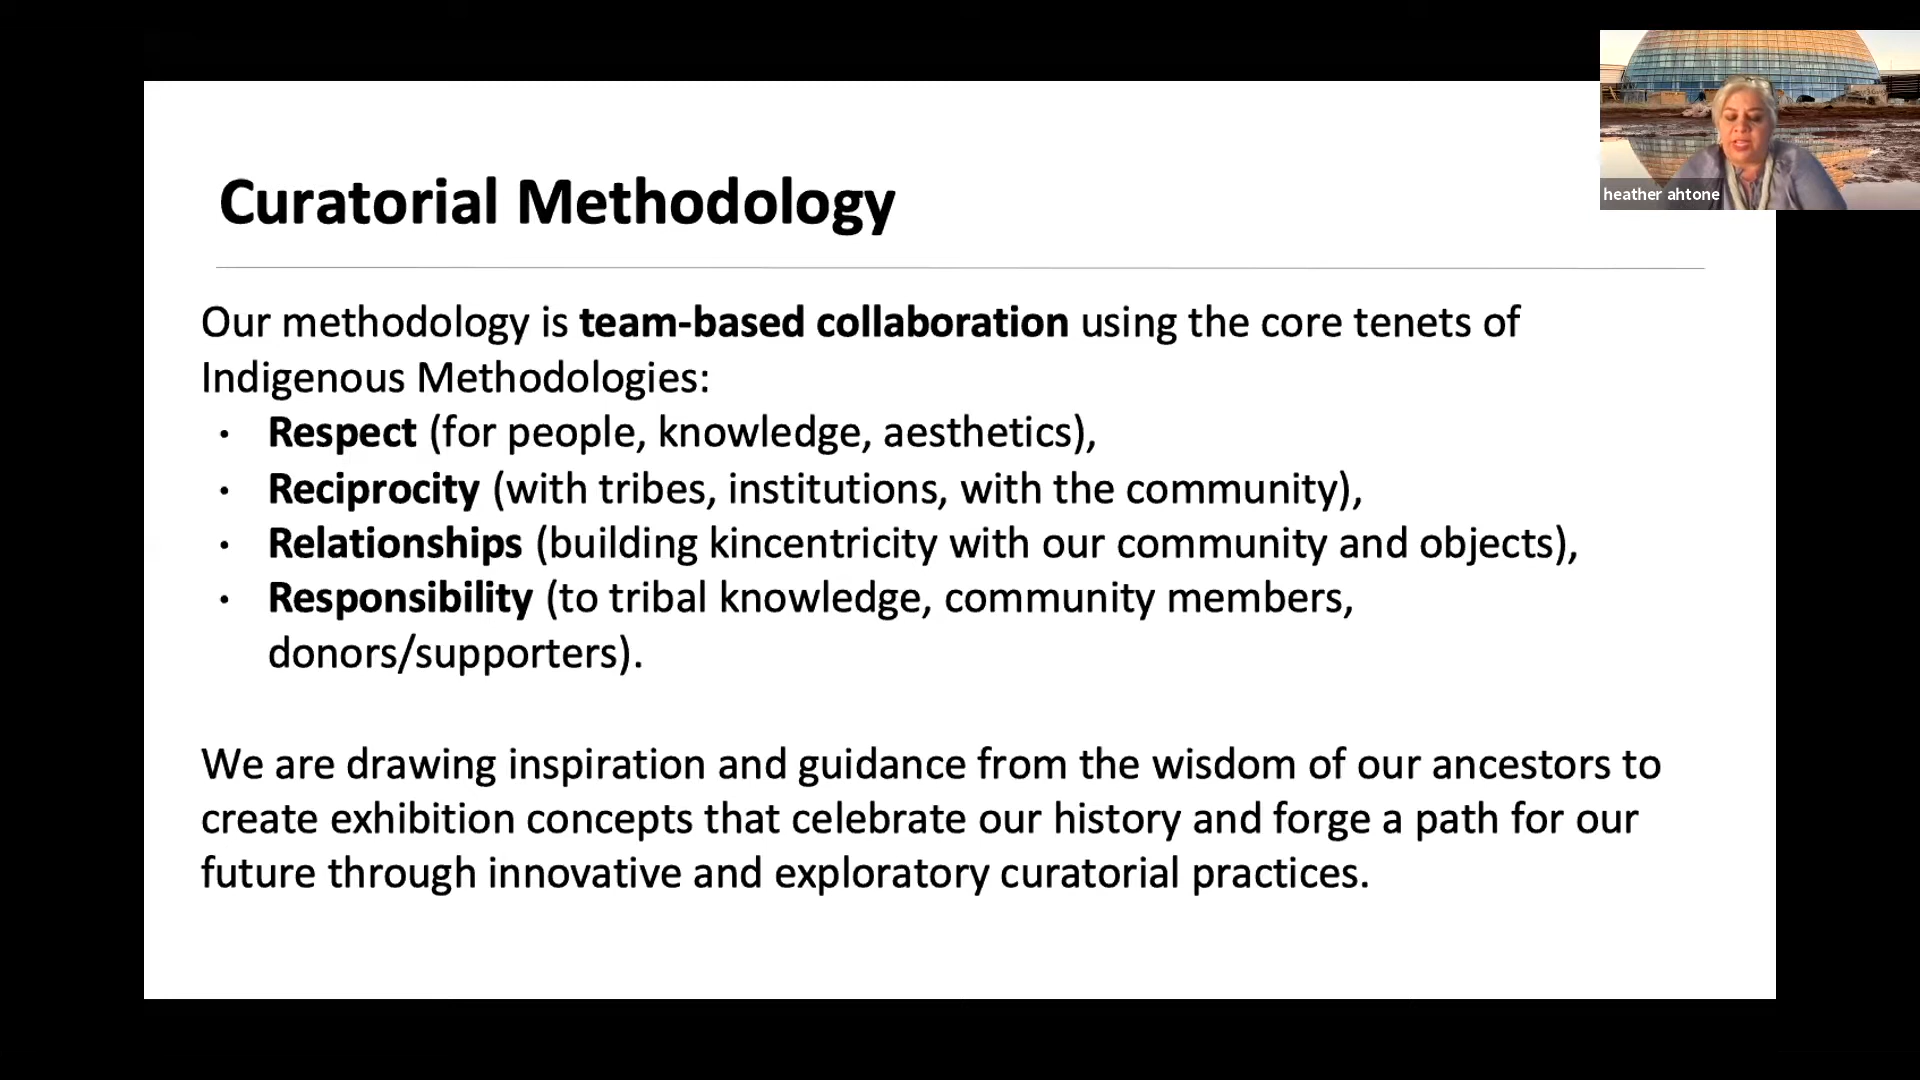 heather ahtone
Curatorial Methodology
Our methodology is team-based collaboration using the core tenets of
Indigenous Methodologies:
• Respect (for people, knowledge, aesthetics),
• Reciprocity (with tribes, institutions, with the community),
• Relationships (building kincentricity with our community and objects),
• Responsibility (to tribal knowledge, community members,
donors/supporters).
We are drawing inspiration and guidance from the wisdom of our ancestors to
create exhibition concepts that celebrate our history and forge a path for our
future through innovative and exploratory curatorial practices.